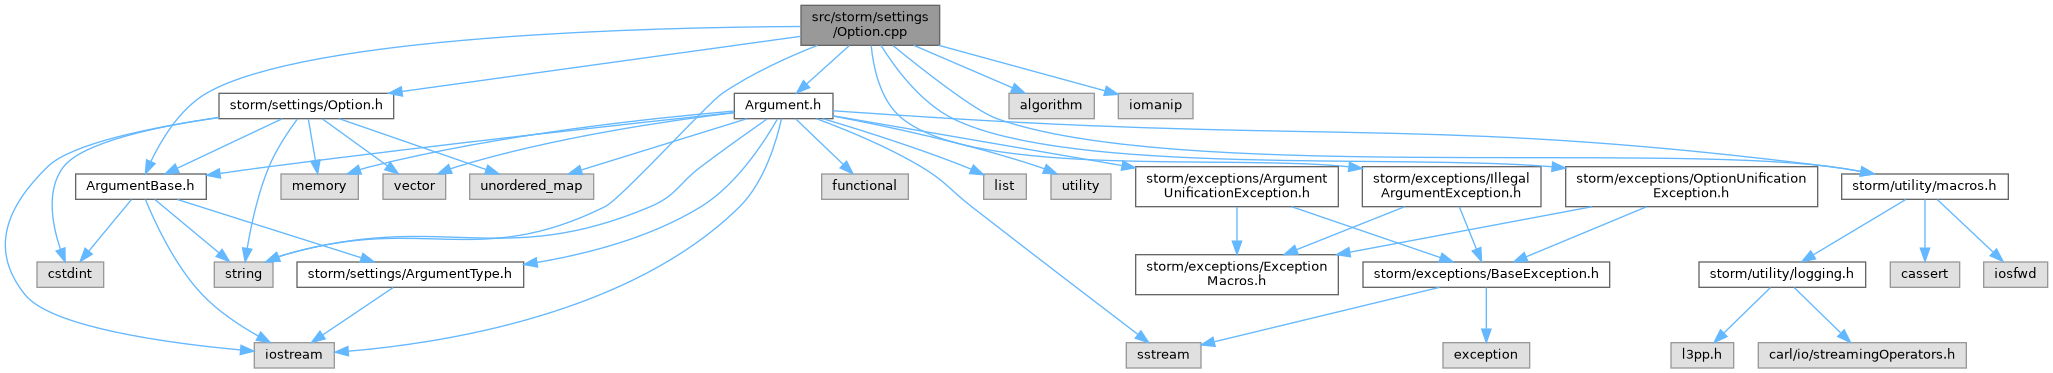 src/storm/settings
/Option.cpp
storm/settings/Option.h
Argument.h
algorithm
iomanip
ArgumentBase.h
memory
vector
unordered_map
functional
list
utility
storm/exceptions/Argument
UnificationException.h
storm/exceptions/Illegal
ArgumentException.h
storm/exceptions/OptionUnification
Exception.h
storm/utility/macros.h
cstdint
string
storm/settings/ArgumentType.h
storm/exceptions/Exception
Macros.h
storm/exceptions/BaseException.h
storm/utility/logging.h
cassert
iosfwd
iostream
sstream
exception
l3pp.h
carl/io/streamingOperators.h